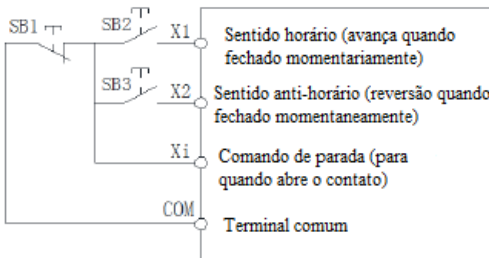 SB1
SB2
X1
Sentido horário (avança quando
fechado momentariamente)
SB3
X2
Sentido anti-horário (reversão quando
fechado momentaneamente)
Xi
Comando de parada (para
quando abre o contato)
COM
Terminal comum